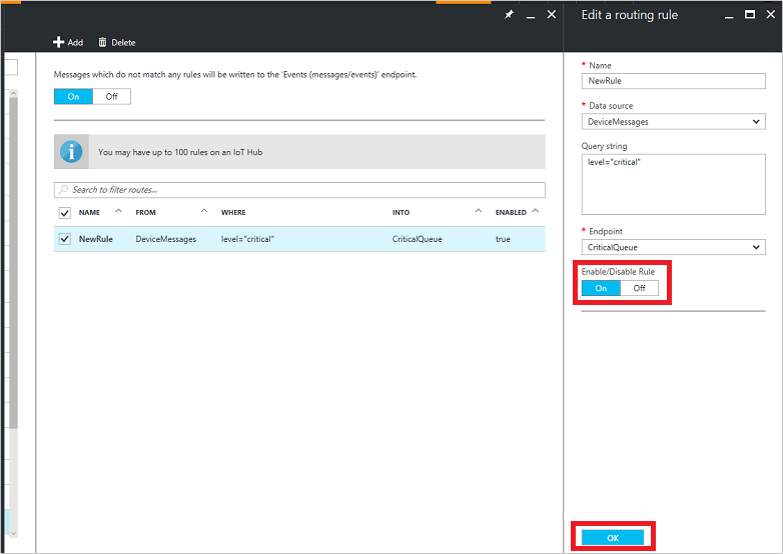 Edit a routing rule
Add Delete
Messages which do not match any rules will be written to the 'Events (messages/events)' endpoint.
On Off
You may have up to 100 rules on an IoT Hub
Search to filter routes...
NAME FROM WHERE INTO ENABLED
NewRule DeviceMessages level="critical" CriticalQueue true
* Name
NewRule
* Data source
DeviceMessages
Query string
level="critical"
* Endpoint
CriticalQueue
Enable/Disable Rule
On Off
OK